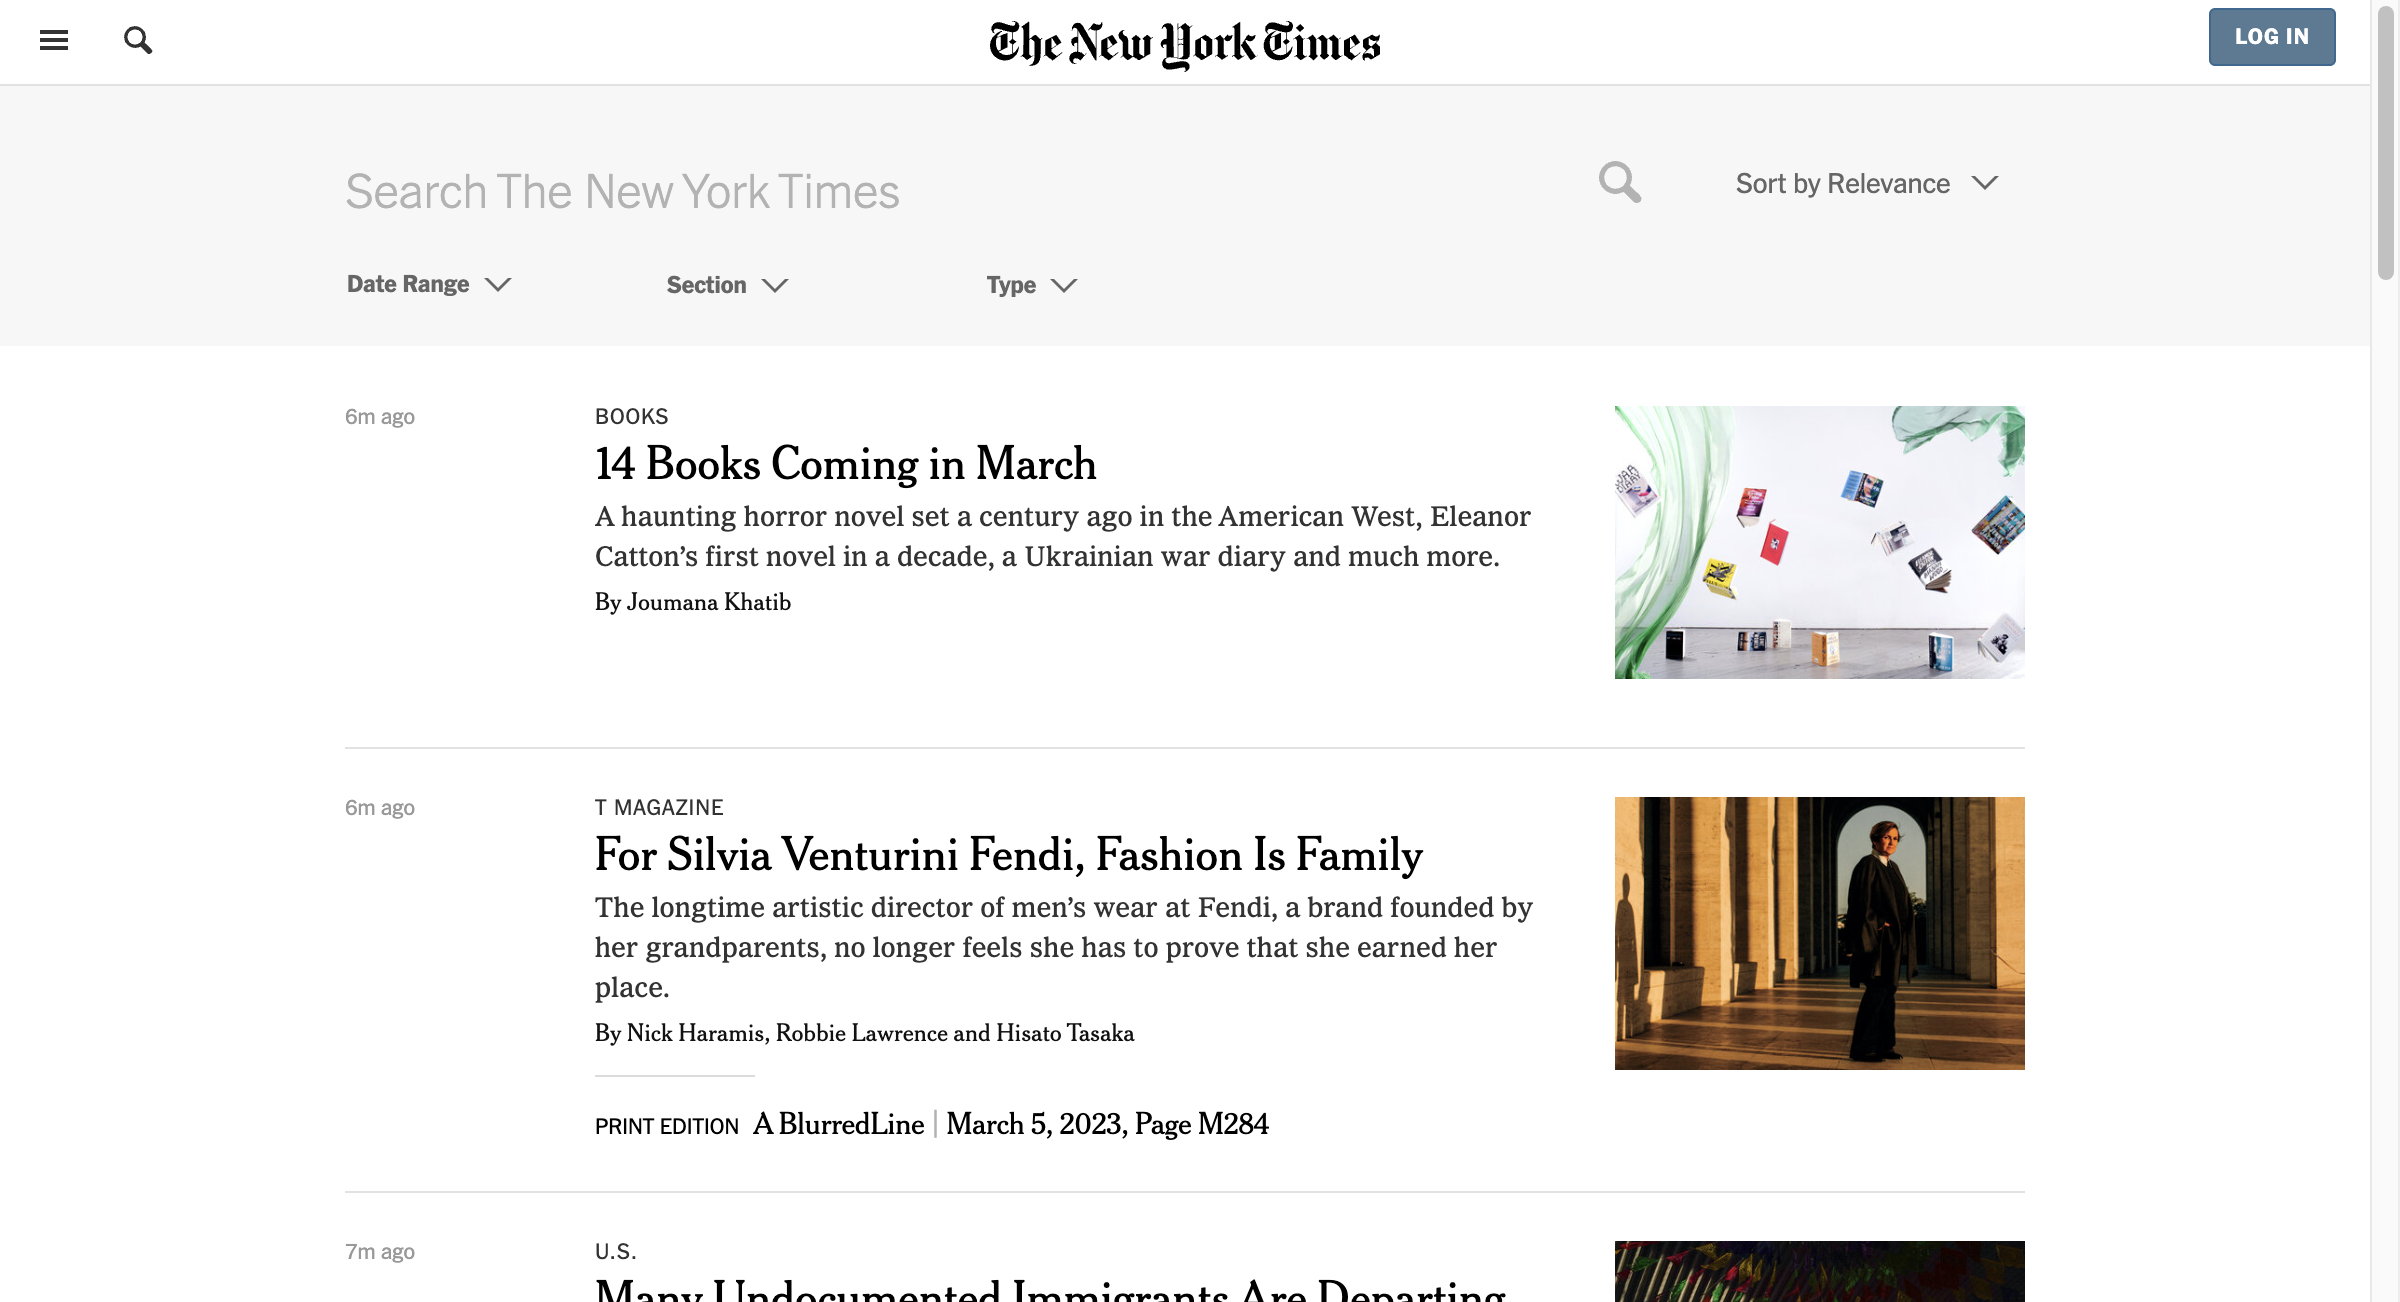 The New York Times
LOG IN
Search The New York Times
Sort by Relevance
Date Range
Section
Type
6m ago
BOOKS
14 Books Coming in March
A haunting horror novel set a century ago in the American West, Eleanor
Catton’s first novel in a decade, a Ukrainian war diary and much more.
By Joumana Khatib
6m ago
T MAGAZINE
For Silvia Venturini Fendi, Fashion Is Family
The longtime artistic director of men’s wear at Fendi, a brand founded by
her grandparents, no longer feels she has to prove that she earned her
place.
By Nick Haramis, Robbie Lawrence and Hisato Tasaka
PRINT EDITION A BlurredLine | March 5, 2023, Page M284
7m ago
U.S.
Many Undocumented Immigrants Are Departing